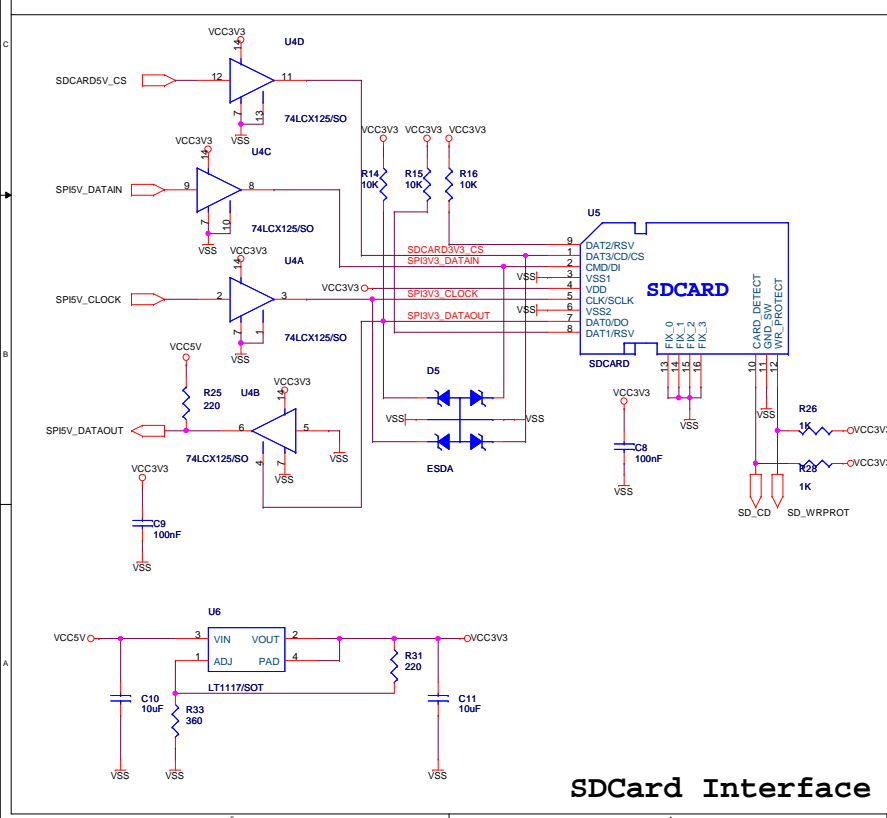 C
VCC3V3
U4D
14
SDCARD5V_CS
12
11
7
13
74LCX125/SO
VSS
VCC3V3
U4C
14
SPI5V_DATAIN
9
8
7
10
74LCX125/SO
VSS
VCC3V3
VCC3V3
VCC3V3
R14
10K
R15
10K
R16
10K
VCC3V3
U4A
14
SPI5V_CLOCK
2
3
7
1
74LCX125/SO
VSS
U5
SDCARD3V3_CS
SPI3V3_DATAIN
VSS
VCC3V3
SPI3V3_CLOCK
VSS
SPI3V3_DATAOUT
9 DAT2/RSV
1 DAT3/CD/CS
2 CMD/DI
3 VSS1
4 VDD
5 CLK/SCLK
6 VSS2
7 DAT0/DO
8 DAT1/RSV
SDCARD
FIX_0
FIX_1
FIX_2
FIX_3
CARD_DETECT
GND_SW
WR_PROTECT
SDCARD
13
14
15
16
10
11
12
VSS
VSS
B
VCC5V
R25
220
U4B
VCC3V3
14
SPI5V_DATAOUT
6
5
4
7
74LCX125/SO
VSS
VSS
D5
VSS
VSS
ESDA
VCC3V3
C8
100nF
VSS
R26
1K
VCC3V3
R28
1K
VCC3V3
SD_CD
SD_WRPROT
VCC3V3
C9
100nF
VSS
A
U6
VCC5V
3
VIN
VOUT
2
VCC3V3
1
ADJ
PAD
4
LT1117/SOT
R31
220
C10
10uF
R33
360
C11
10uF
VSS
VSS
VSS
SDCard Interface